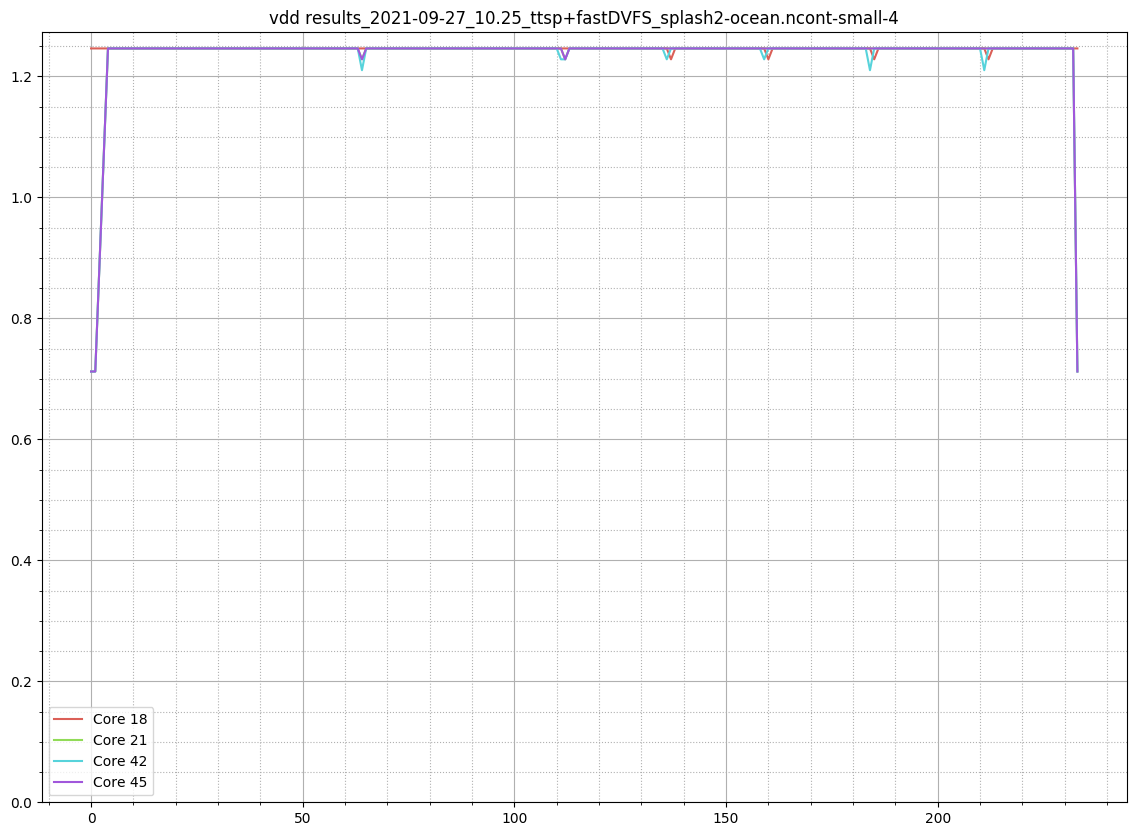 vdd results_2021-09-27_10.25_ttsp+fastDVFS_splash2-ocean.ncont-small-4
1.2
1.0
0.8
0.6
0.4
0.2
0.0
Core 18
Core 21
Core 42
Core 45
0 50 100 150 200